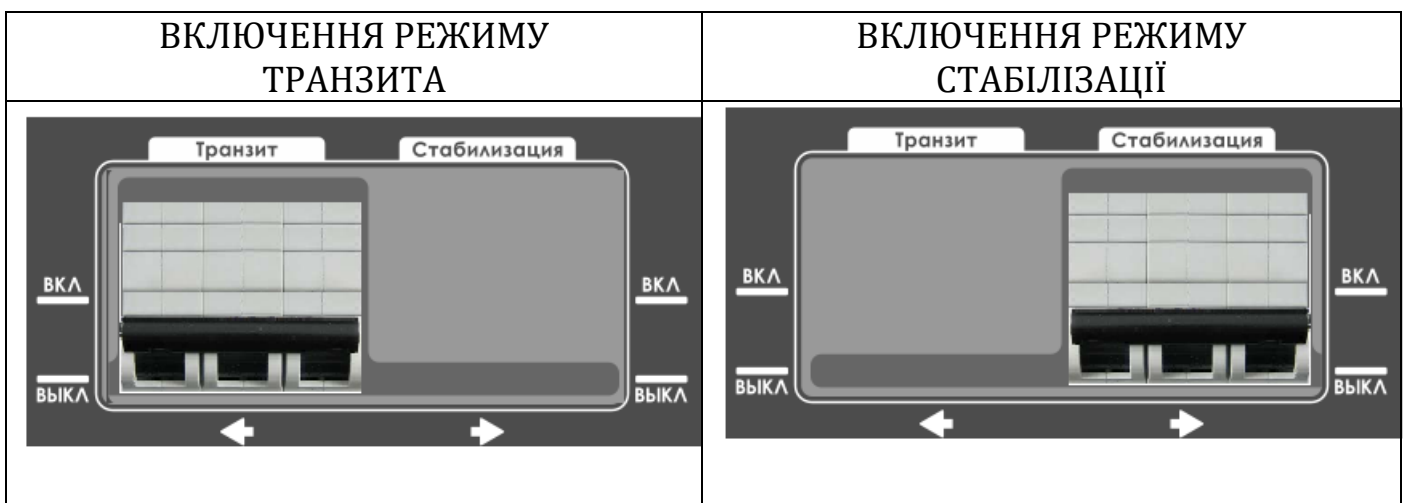 ВКЛЮЧЕННЯ РЕЖИМУ
ТРАНЗИТА
ВКЛЮЧЕННЯ РЕЖИМУ
СТАБІЛІЗАЦІЇ
Транзит
Стабилизация
ВКЛ
ВКЛ
ВЫКЛ
ВЫКЛ
Транзит
Стабилизация
ВКЛ
ВКЛ
ВЫКЛ
ВЫКЛ